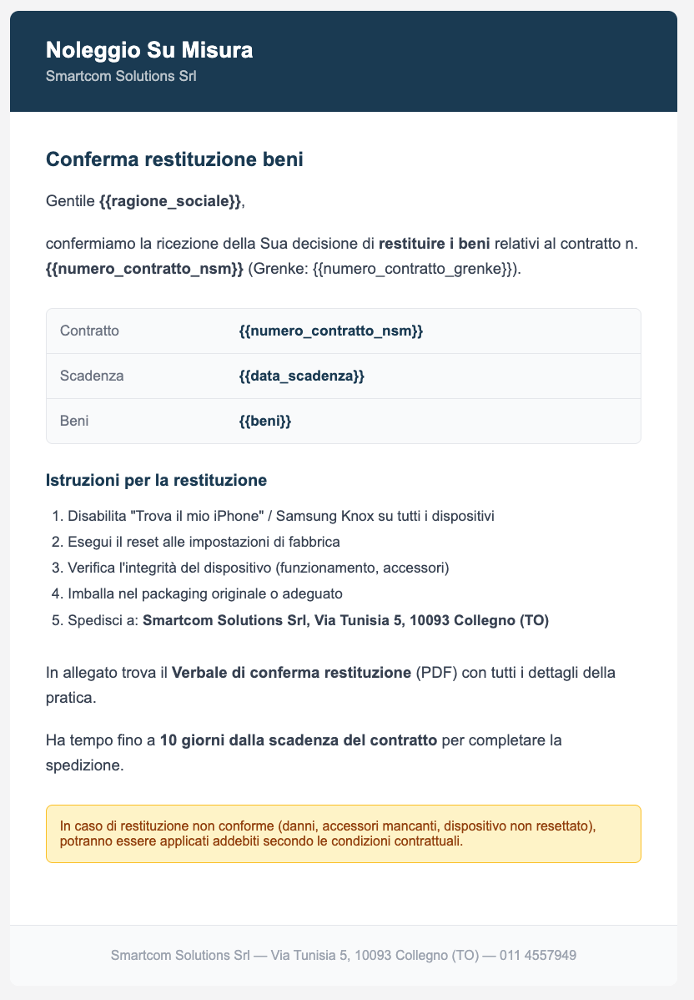 Noleggio Su Misura
Smartcom Solutions Srl
Conferma restituzione beni
Gentile {{ragione_sociale}},
confermiamo la ricezione della Sua decisione di restituire i beni relativi al contratto n.
{{numero_contratto_nsm}} (Grenke: {{numero_contratto_grenke}}).
Contratto {{numero_contratto_nsm}}
Scadenza {{data_scadenza}}
Beni {{beni}}
Istruzioni per la restituzione
1. Disabilita "Trova il mio iPhone" / Samsung Knox su tutti i dispositivi
2. Esegui il reset alle impostazioni di fabbrica
3. Verifica l'integrità del dispositivo (funzionamento, accessori)
4. Imballa nel packaging originale o adeguato
5. Spedisci a: Smartcom Solutions Srl, Via Tunisia 5, 10093 Collegno (TO)
In allegato trova il Verbale di conferma restituzione (PDF) con tutti i dettagli della
pratica.
Ha tempo fino a 10 giorni dalla scadenza del contratto per completare la
spedizione.
In caso di restituzione non conforme (danni, accessori mancanti, dispositivo non resettato),
potranno essere applicati addebiti secondo le condizioni contrattuali.
Smartcom Solutions Srl — Via Tunisia 5, 10093 Collegno (TO) — 011 4557949